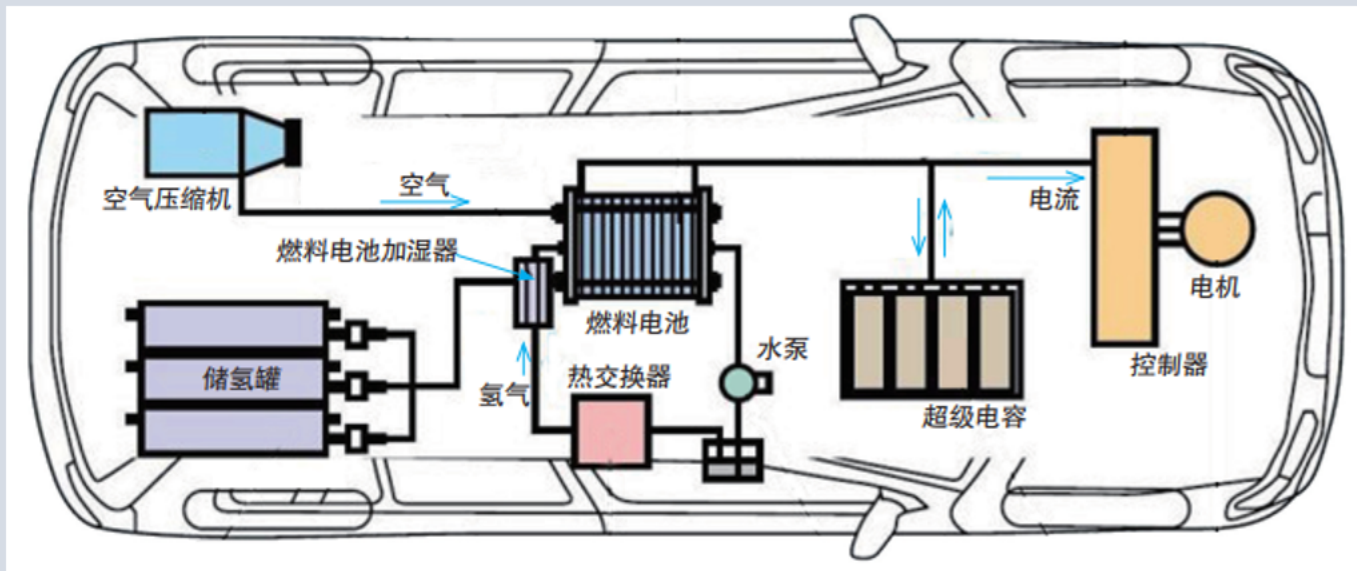 空气压缩机
空气
电流
燃料电池加湿器
电机
燃料电池
水泵
控制器
储氢罐
氢气
热交换器
超级电容